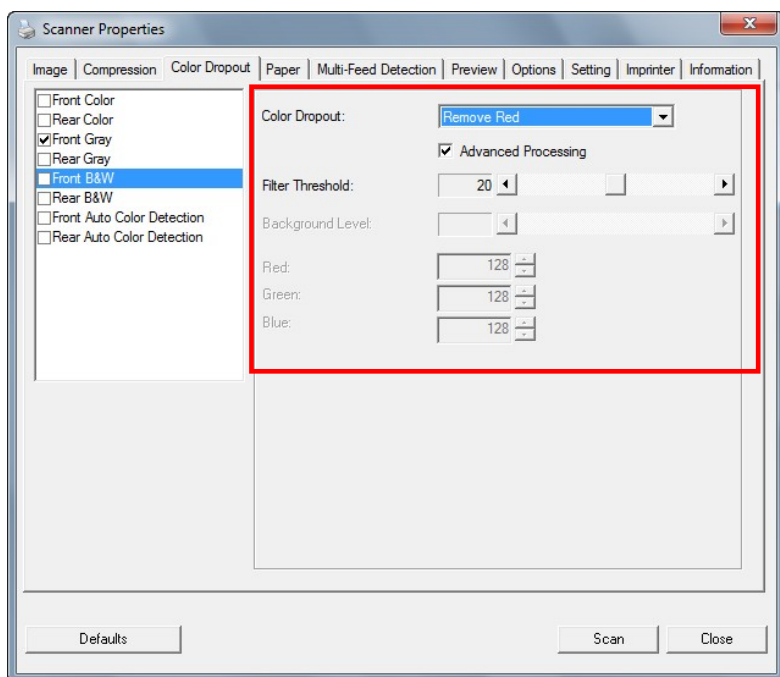 Scanner Properties
Image Compression Color Dropout Paper Multi-Feed Detection Preview Options Setting Imprinter Information
Front Color
Rear Color
Front Gray
Rear Gray
Front B&W
Rear B&W
Front Auto Color Detection
Rear Auto Color Detection
Color Dropout: Remove Red
Advanced Processing
Filter Threshold: 20
Background Level:
Red: 128
Green: 128
Blue: 128
Defaults Scan Close